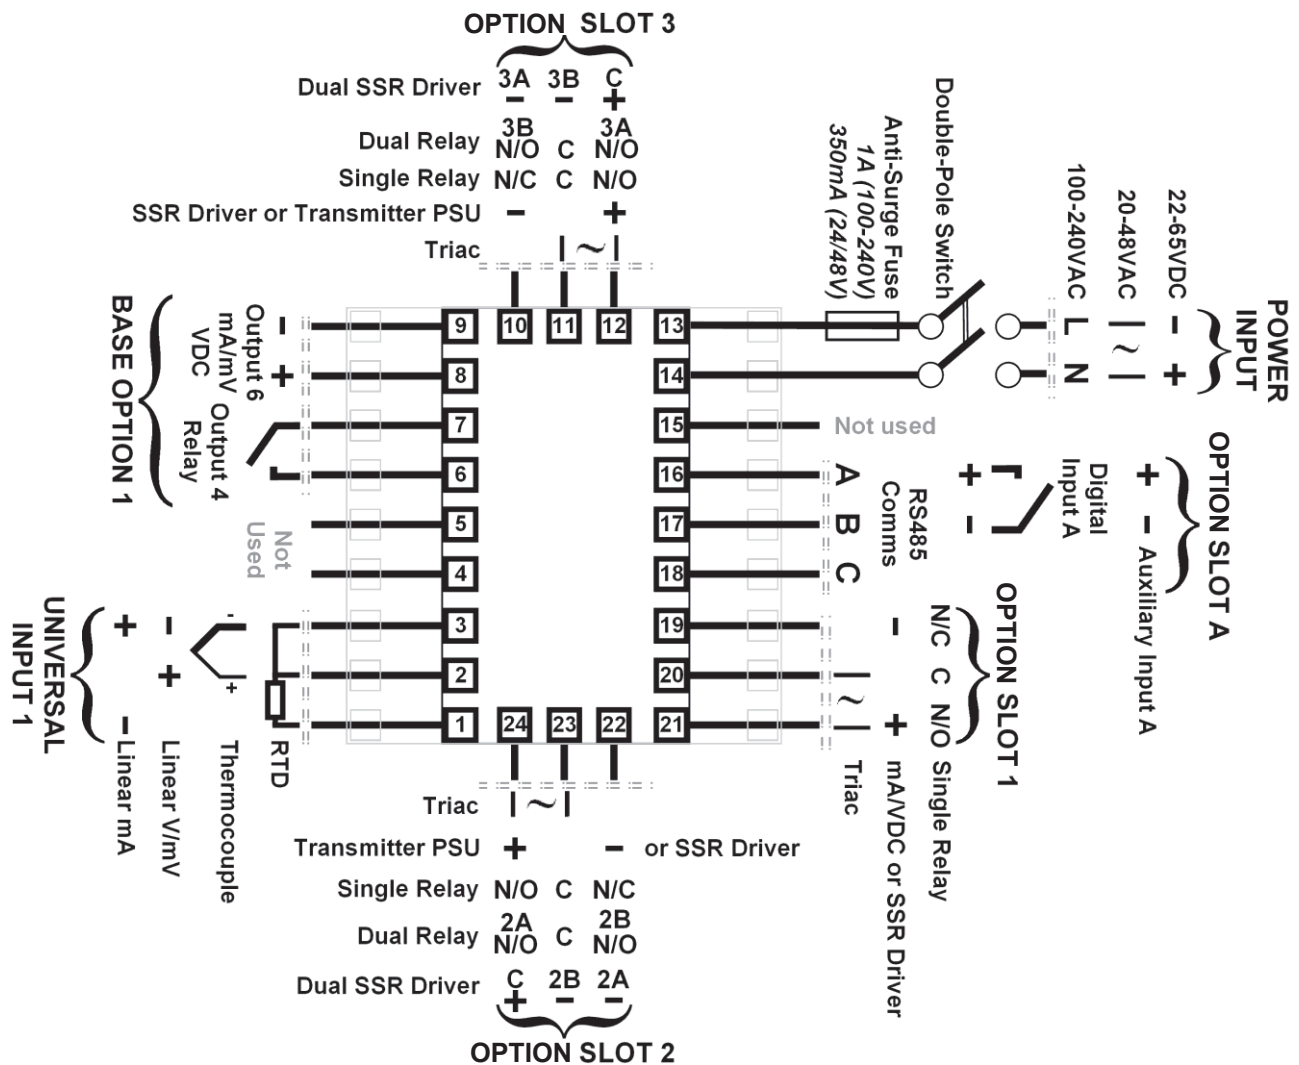 OPTION SLOT 3
Dual SSR Driver 3A 3B C
− − +
3B 3A
Dual Relay N/O C N/O
Single Relay N/C C N/O
SSR Driver or Transmitter PSU − +
Triac ~
BASE OPTION 1
Output 6
mA/mV
VDC
-
+
Output 4
Relay
Not
Used
UNIVERSAL
INPUT 1
+ −
Linear mA
− +
Linear V/mV
- +
Thermocouple
RTD
9 10 11 12 13
8 14
7 15
6 16
5 17
4 18
3 19
2 20
1 24 23 22 21
Double-Pole Switch
Anti-Surge Fuse
1A (100-240V)
350mA (24/48V)
100-240VAC
L
N
20-48VAC
~
22-65VDC
- +
POWER
INPUT
Not used
A B C
RS485
Comms
+ -
Digital
Input A
+ − Auxiliary Input A
OPTION SLOT A
OPTION SLOT 1
N/C C N/O Single Relay
- + mA/VDC or SSR Driver
~ Triac
Triac ~
Transmitter PSU + − or SSR Driver
Single Relay N/O C N/C
2A 2B
Dual Relay N/O C N/O
Dual SSR Driver C 2B 2A
+ − −
OPTION SLOT 2